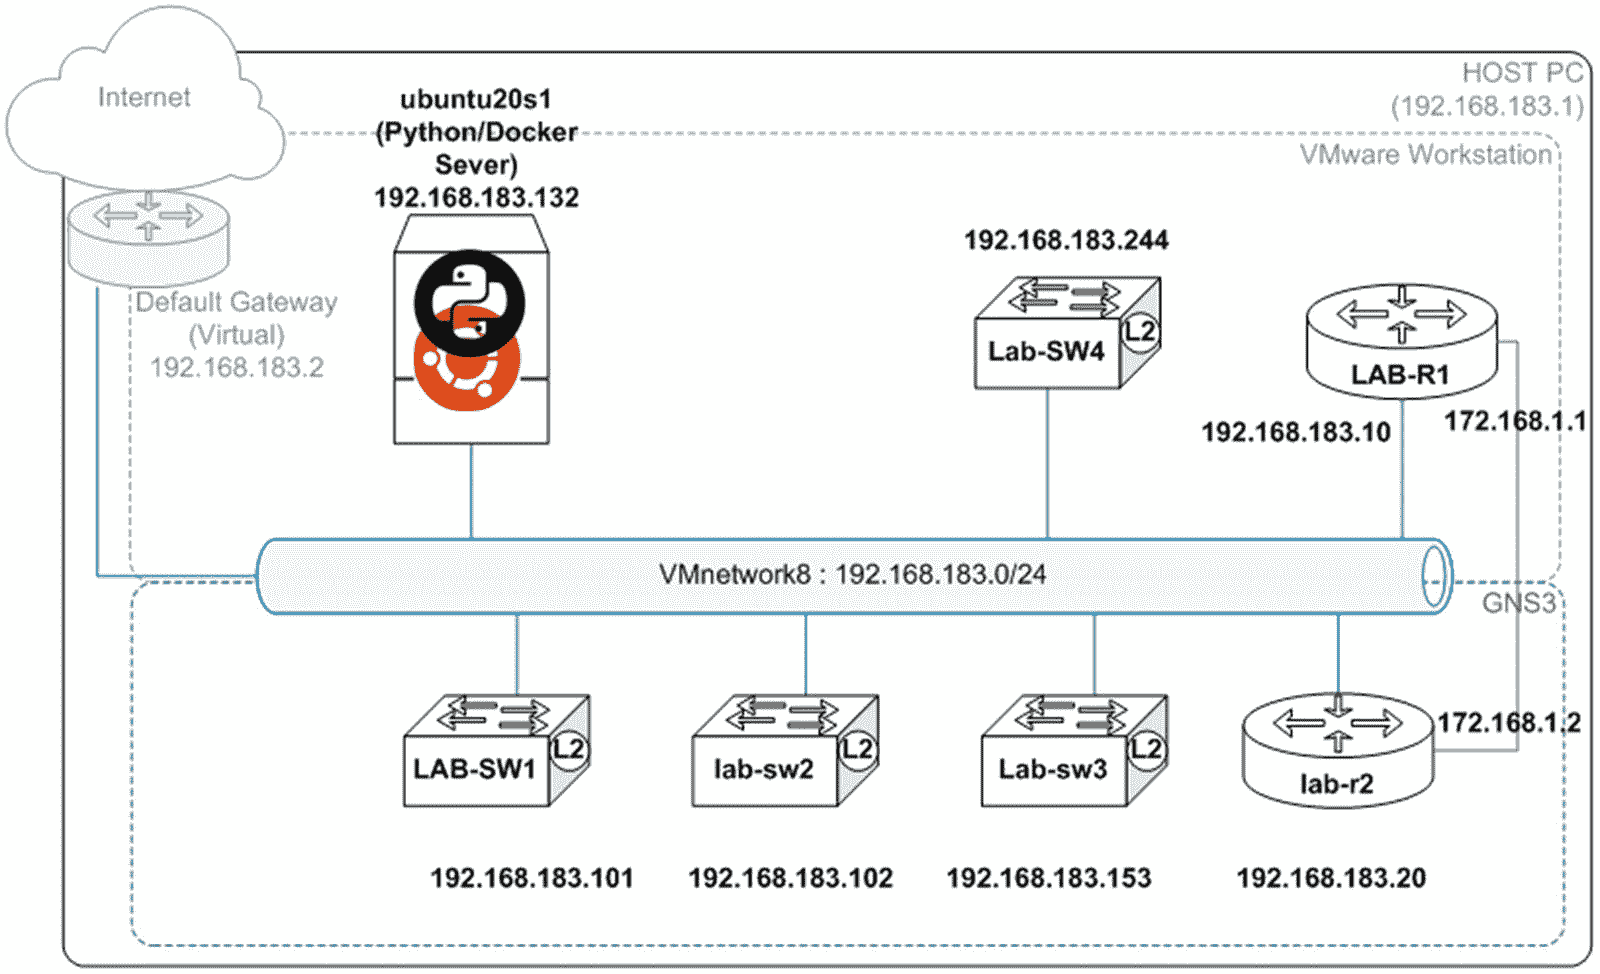 Internet
HOST PC
(192.168.183.1)
ubuntu20s1
(Python/Docker
Sever)
192.168.183.132
VMware Workstation
Default Gateway
(Virtual)
192.168.183.2
192.168.183.244
L2
Lab-SW4
LAB-R1
192.168.183.10
172.168.1.1
VMnetwork8 : 192.168.183.0/24
GNS3
L2
LAB-SW1
L2
lab-sw2
L2
Lab-sw3
172.168.1.2
lab-r2
192.168.183.101
192.168.183.102
192.168.183.153
192.168.183.20